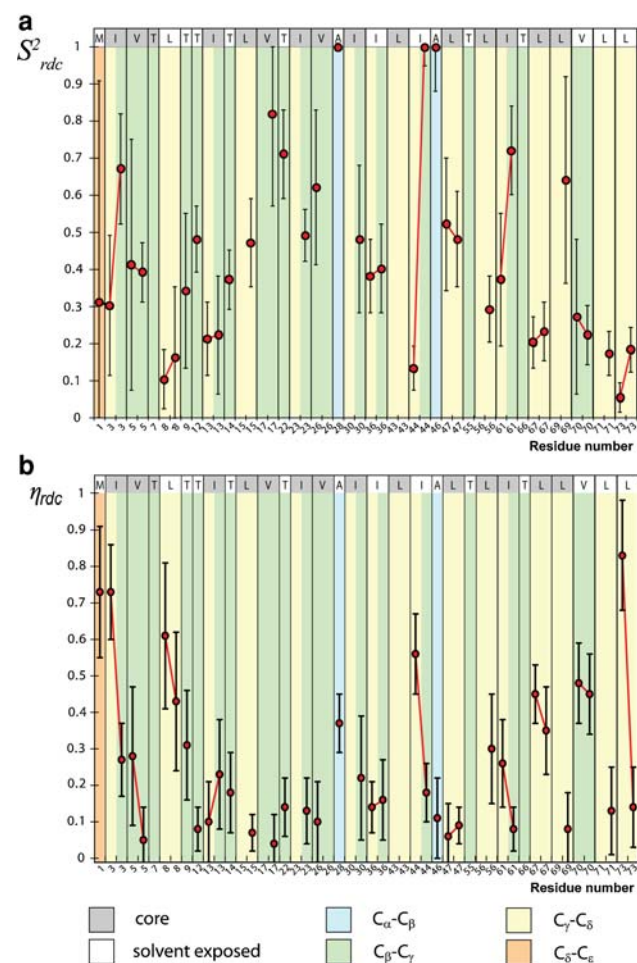 a
M I V T L T T I T L V T I V A I I L I A L T L I T L L V L L
S²rdc
1
0.9
0.8
0.7
0.6
0.5
0.4
0.3
0.2
0.1
0
1 3 3 5 5 7 8 8 9 12 13 13 14 15 15 17 17 22 23 23 26 26 28 30 30 36 36 43 43 44 44 46 47 47 55 56 56 61 61 66 67 67 69 69 70 70 71 71 73 73
Residue number
b
M I V T L T T I T L V T I V A I I L I A L T L I T L L V L L
ηrdc
1
0.9
0.8
0.7
0.6
0.5
0.4
0.3
0.2
0.1
0
1 3 3 5 5 7 8 8 9 12 13 13 14 15 15 17 17 22 23 23 26 26 28 30 30 36 36 43 43 44 44 46 47 47 55 56 56 61 61 66 67 67 69 69 70 70 71 71 73 73
Residue number
core Cα-Cβ Cγ-Cδ
solvent exposed Cβ-Cγ Cδ-Cε